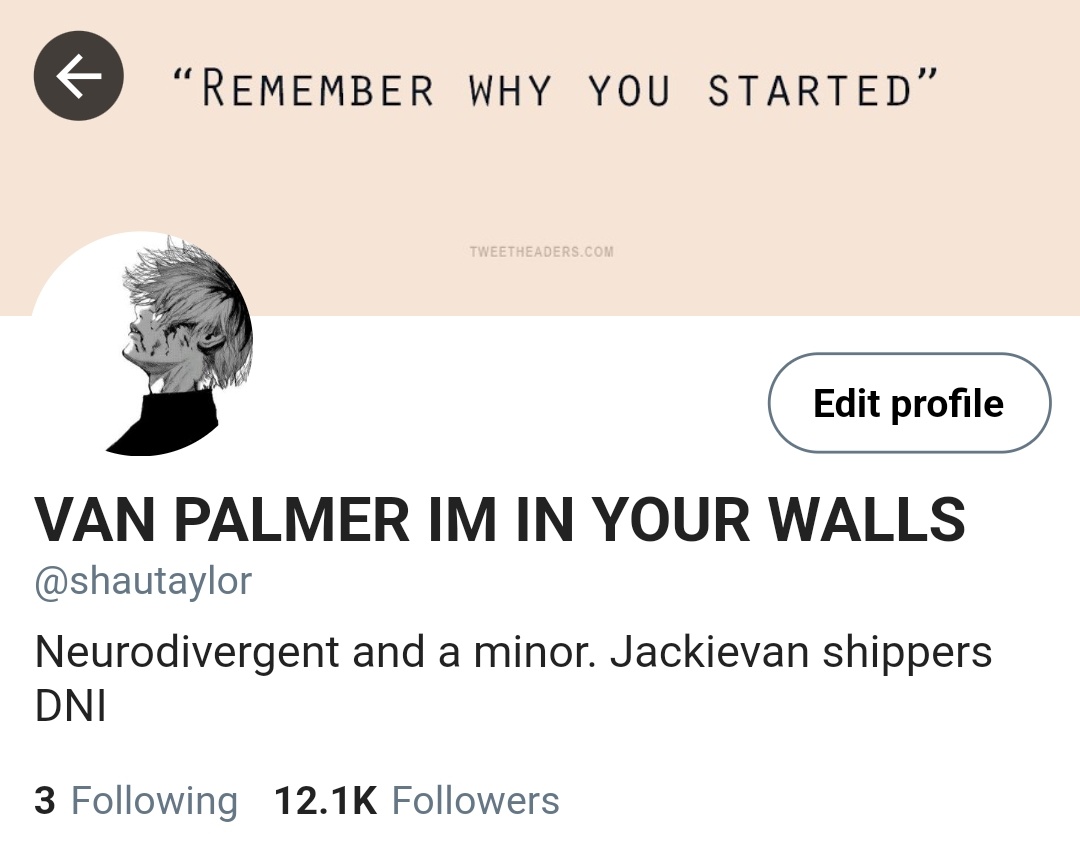 “REMEMBER WHY YOU STARTED”
TWEETHEADERS.COM
Edit profile
VAN PALMER IM IN YOUR WALLS
@shautaylor
Neurodivergent and a minor. Jackievan shippers
DNI
3 Following 12.1K Followers